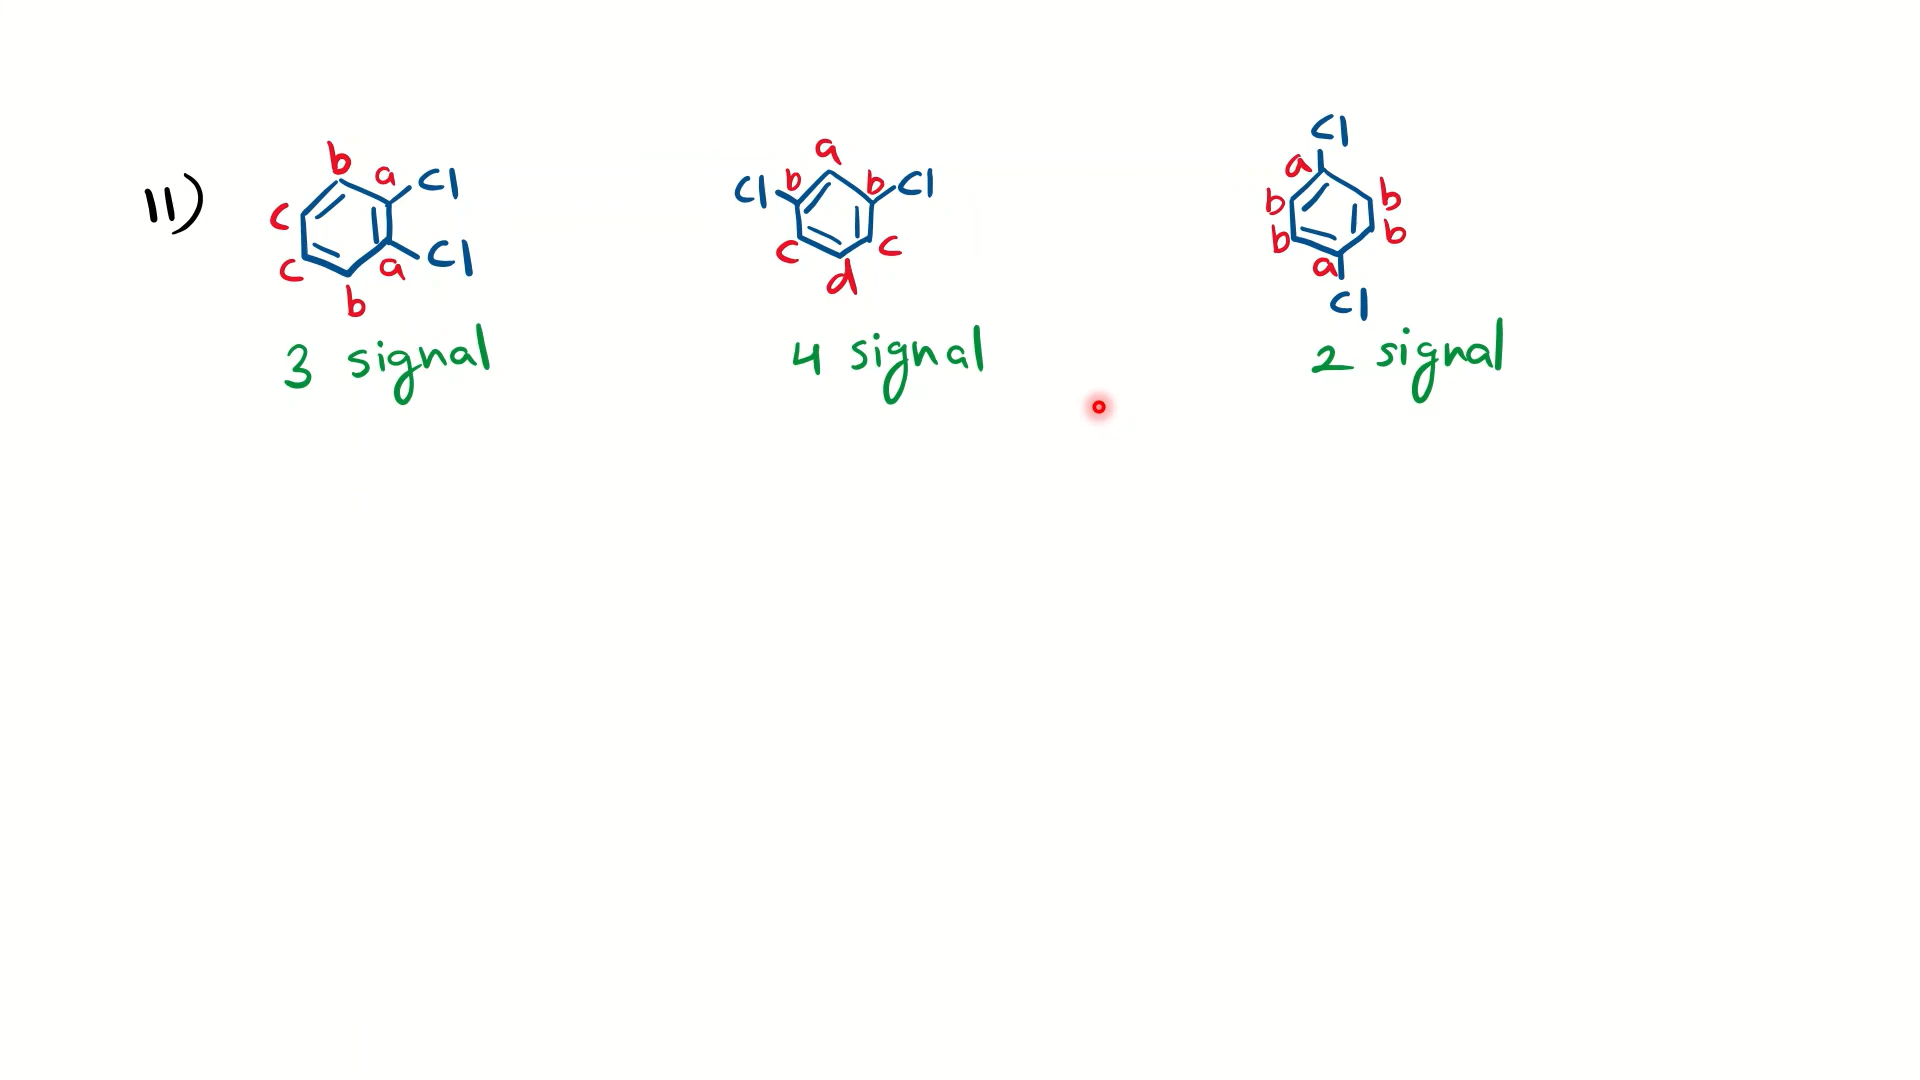 11)
b a Cl
c
c a Cl
b
3 signal
a
Cl b b Cl
c c
d
4 signal
Cl
a
b b
b b
a
Cl
2 signal